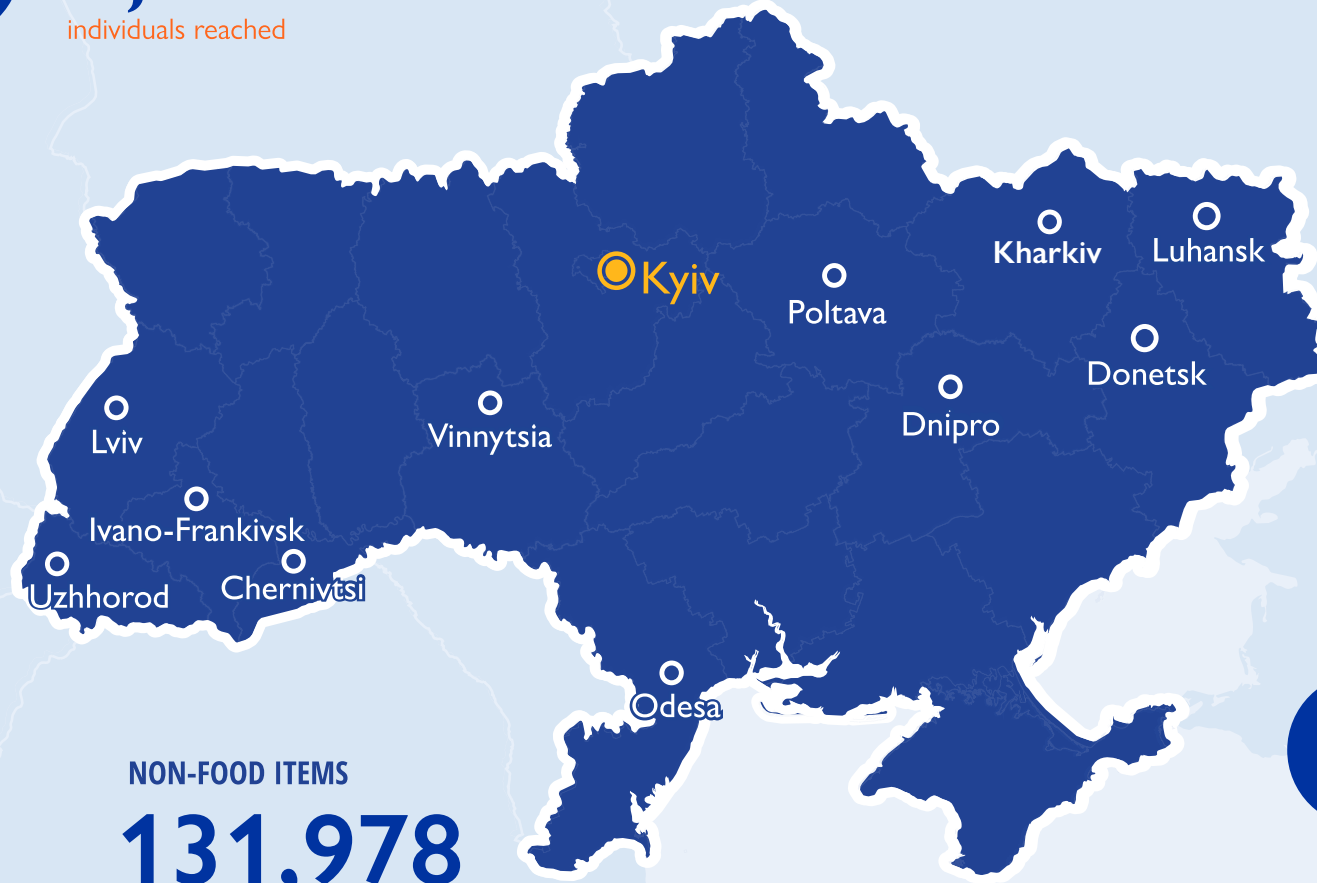 individuals reached
Kharkiv
Luhansk
Kyiv
Poltava
Donetsk
Dnipro
Lviv
Vinnytsia
Ivano-Frankivsk
Chernivtsi
Uzhhorod
Odesa
NON-FOOD ITEMS
131,978